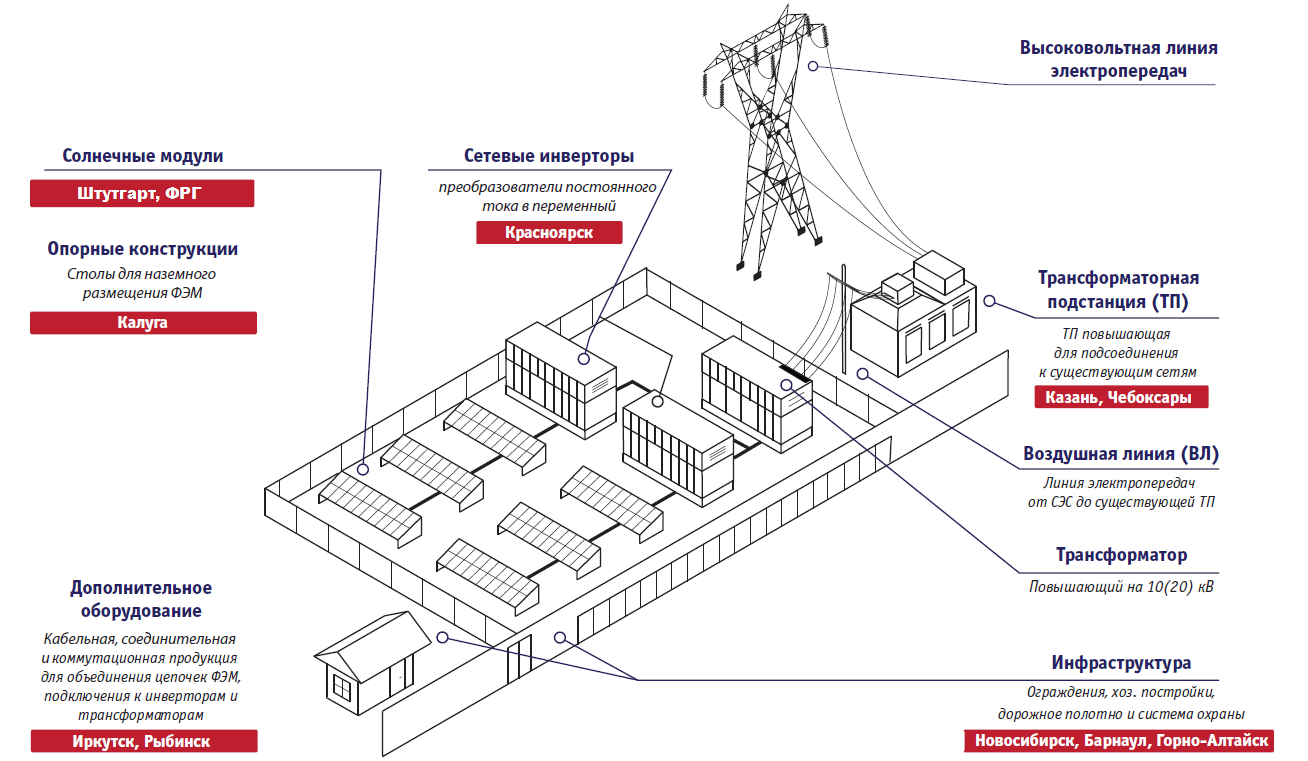 Высоковольтная линия
электропередач
Солнечные модули
Штутгарт, ФРГ
Опорные конструкции
Столы для наземного
размещения ФЭМ
Калуга
Сетевые инверторы
преобразователи постоянного
тока в переменный
Красноярск
Трансформаторная
подстанция (ТП)
ТП повышающая
для подсоединения
к существующим сетям
Казань, Чебоксары
Воздушная линия (ВЛ)
Линия электропередач
от СЭС до существующей ТП
Трансформатор
Повышающий на 10(20) кВ
Дополнительное
оборудование
Кабельная, соединительная
и коммутационная продукция
для объединения цепочек ФЭМ,
подключения к инверторам и
трансформаторам
Иркутск, Рыбинск
Инфраструктура
Ограждения, хоз. постройки,
дорожное полотно и система охраны
Новосибирск, Барнаул, Горно-Алтайск